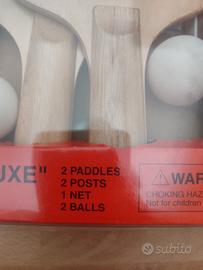 UXE"
2 PADDLES
2 POSTS
1 NET
2 BALLS
⚠ WAR
CHOKING HAZ
Not for children
subito